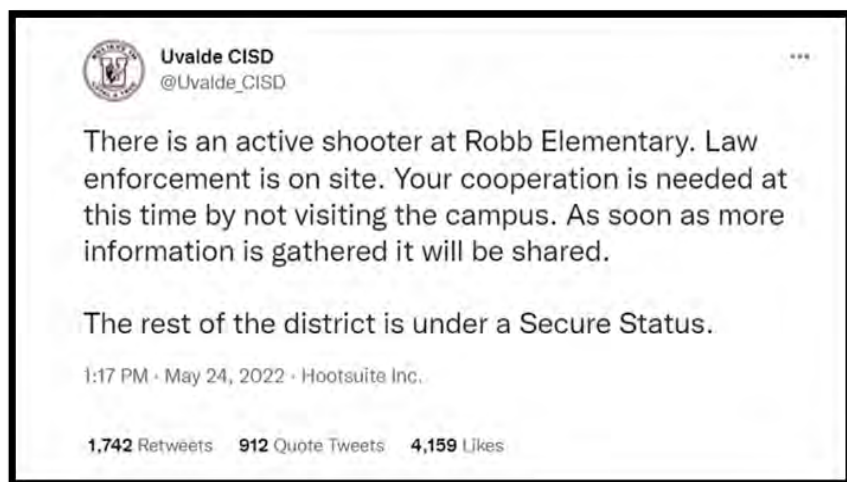 Uvalde CISD
@Uvalde_CISD
There is an active shooter at Robb Elementary. Law
enforcement is on site. Your cooperation is needed at
this time by not visiting the campus. As soon as more
information is gathered it will be shared.
The rest of the district is under a Secure Status.
1:17 PM · May 24, 2022 · Hootsuite Inc.
1,742 Retweets 912 Quote Tweets 4,159 Likes